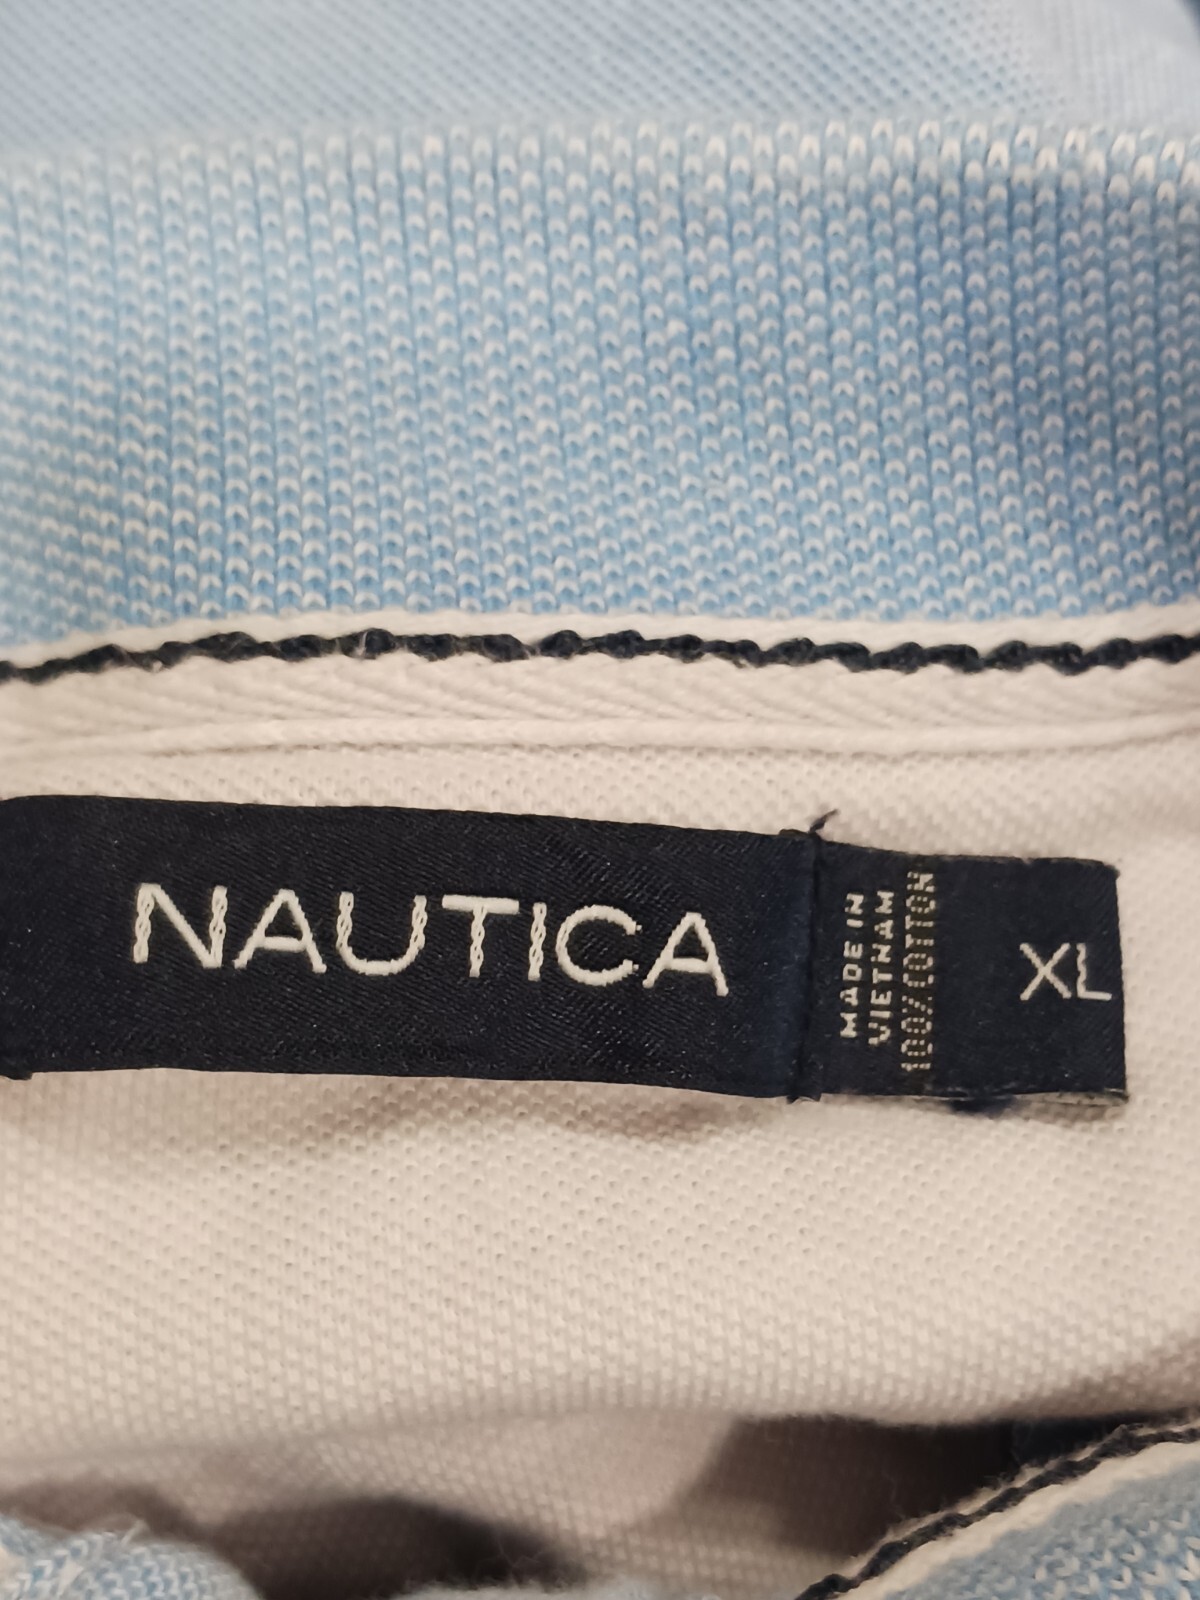 NAUTICA
MADE IN
VIETNAM
100% COTTON
XL